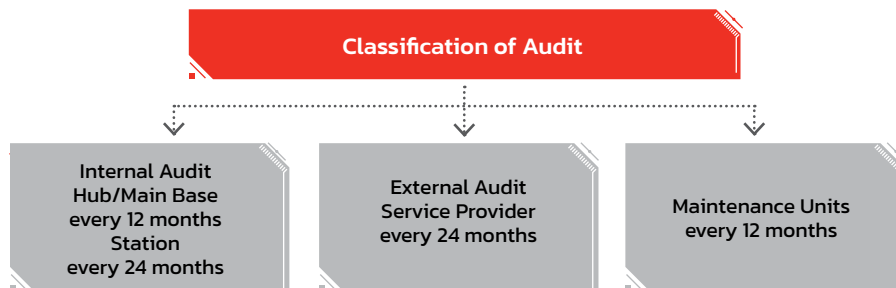 Classification of Audit
Internal Audit
Hub/Main Base
every 12 months
Station
every 24 months
External Audit
Service Provider
every 24 months
Maintenance Units
every 12 months